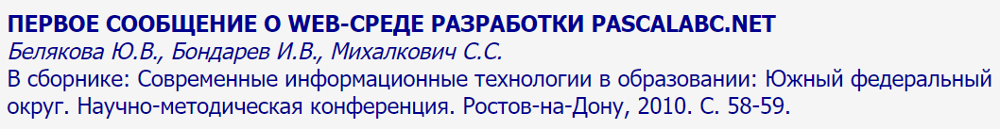 ПЕРВОЕ СООБЩЕНИЕ О WEB-СРЕДЕ РАЗРАБОТКИ PASCALABC.NET
Белякова Ю.В., Бондарев И.В., Михалкович С.С.
В сборнике: Современные информационные технологии в образовании: Южный федеральный
округ. Научно-методическая конференция. Ростов-на-Дону, 2010. С. 58-59.